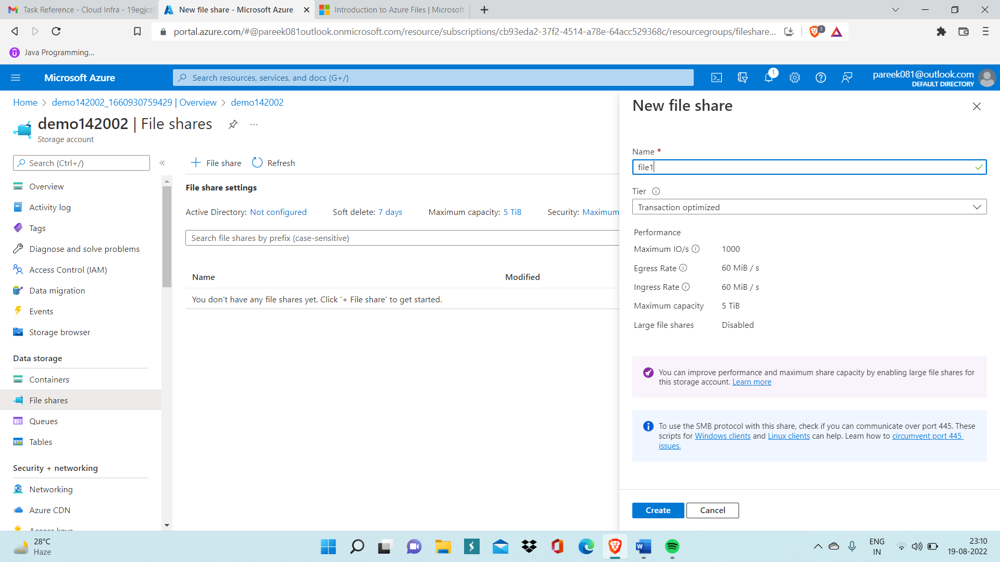 Task Reference - Cloud Infra - 19egjcs
New file share - Microsoft Azure
Introduction to Azure Files | Microsoft
portal.azure.com/#@pareek081outlook.onmicrosoft.com/resource/subscriptions/cb93eda2-37f2-4514-a78e-64acc529368c/resourcegroups/fileshare...
3
Java Programming...
Microsoft Azure
Search resources, services, and docs (G+/)
1
pareek081@outlook.com
DEFAULT DIRECTORY
Home > demo142002_1660930759429 | Overview > demo142002
demo142002 | File shares
...
Storage account
Search (Ctrl+/)
«
Overview
Activity log
Tags
Diagnose and solve problems
Access Control (IAM)
Data migration
Events
Storage browser
Data storage
Containers
File shares
Queues
Tables
Security + networking
Networking
Azure CDN
Access keys
File share
Refresh
File share settings
Active Directory: Not configured
Soft delete: 7 days
Maximum capacity: 5 TiB
Security: Maximum
Search file shares by prefix (case-sensitive)
Name
Modified
You don't have any file shares yet. Click '+ File share' to get started.
New file share
Name *
file1
Tier
Transaction optimized
Performance
Maximum IO/s 1000
Egress Rate 60 MiB / s
Ingress Rate 60 MiB / s
Maximum capacity 5 TiB
Large file shares Disabled
You can improve performance and maximum share capacity by enabling large file shares for
this storage account. Learn more
To use the SMB protocol with this share, check if you can communicate over port 445. These
scripts for Windows clients and Linux clients can help. Learn how to circumvent port 445
issues.
Create
Cancel
28°C
Haze
ENG
IN
23:10
19-08-2022